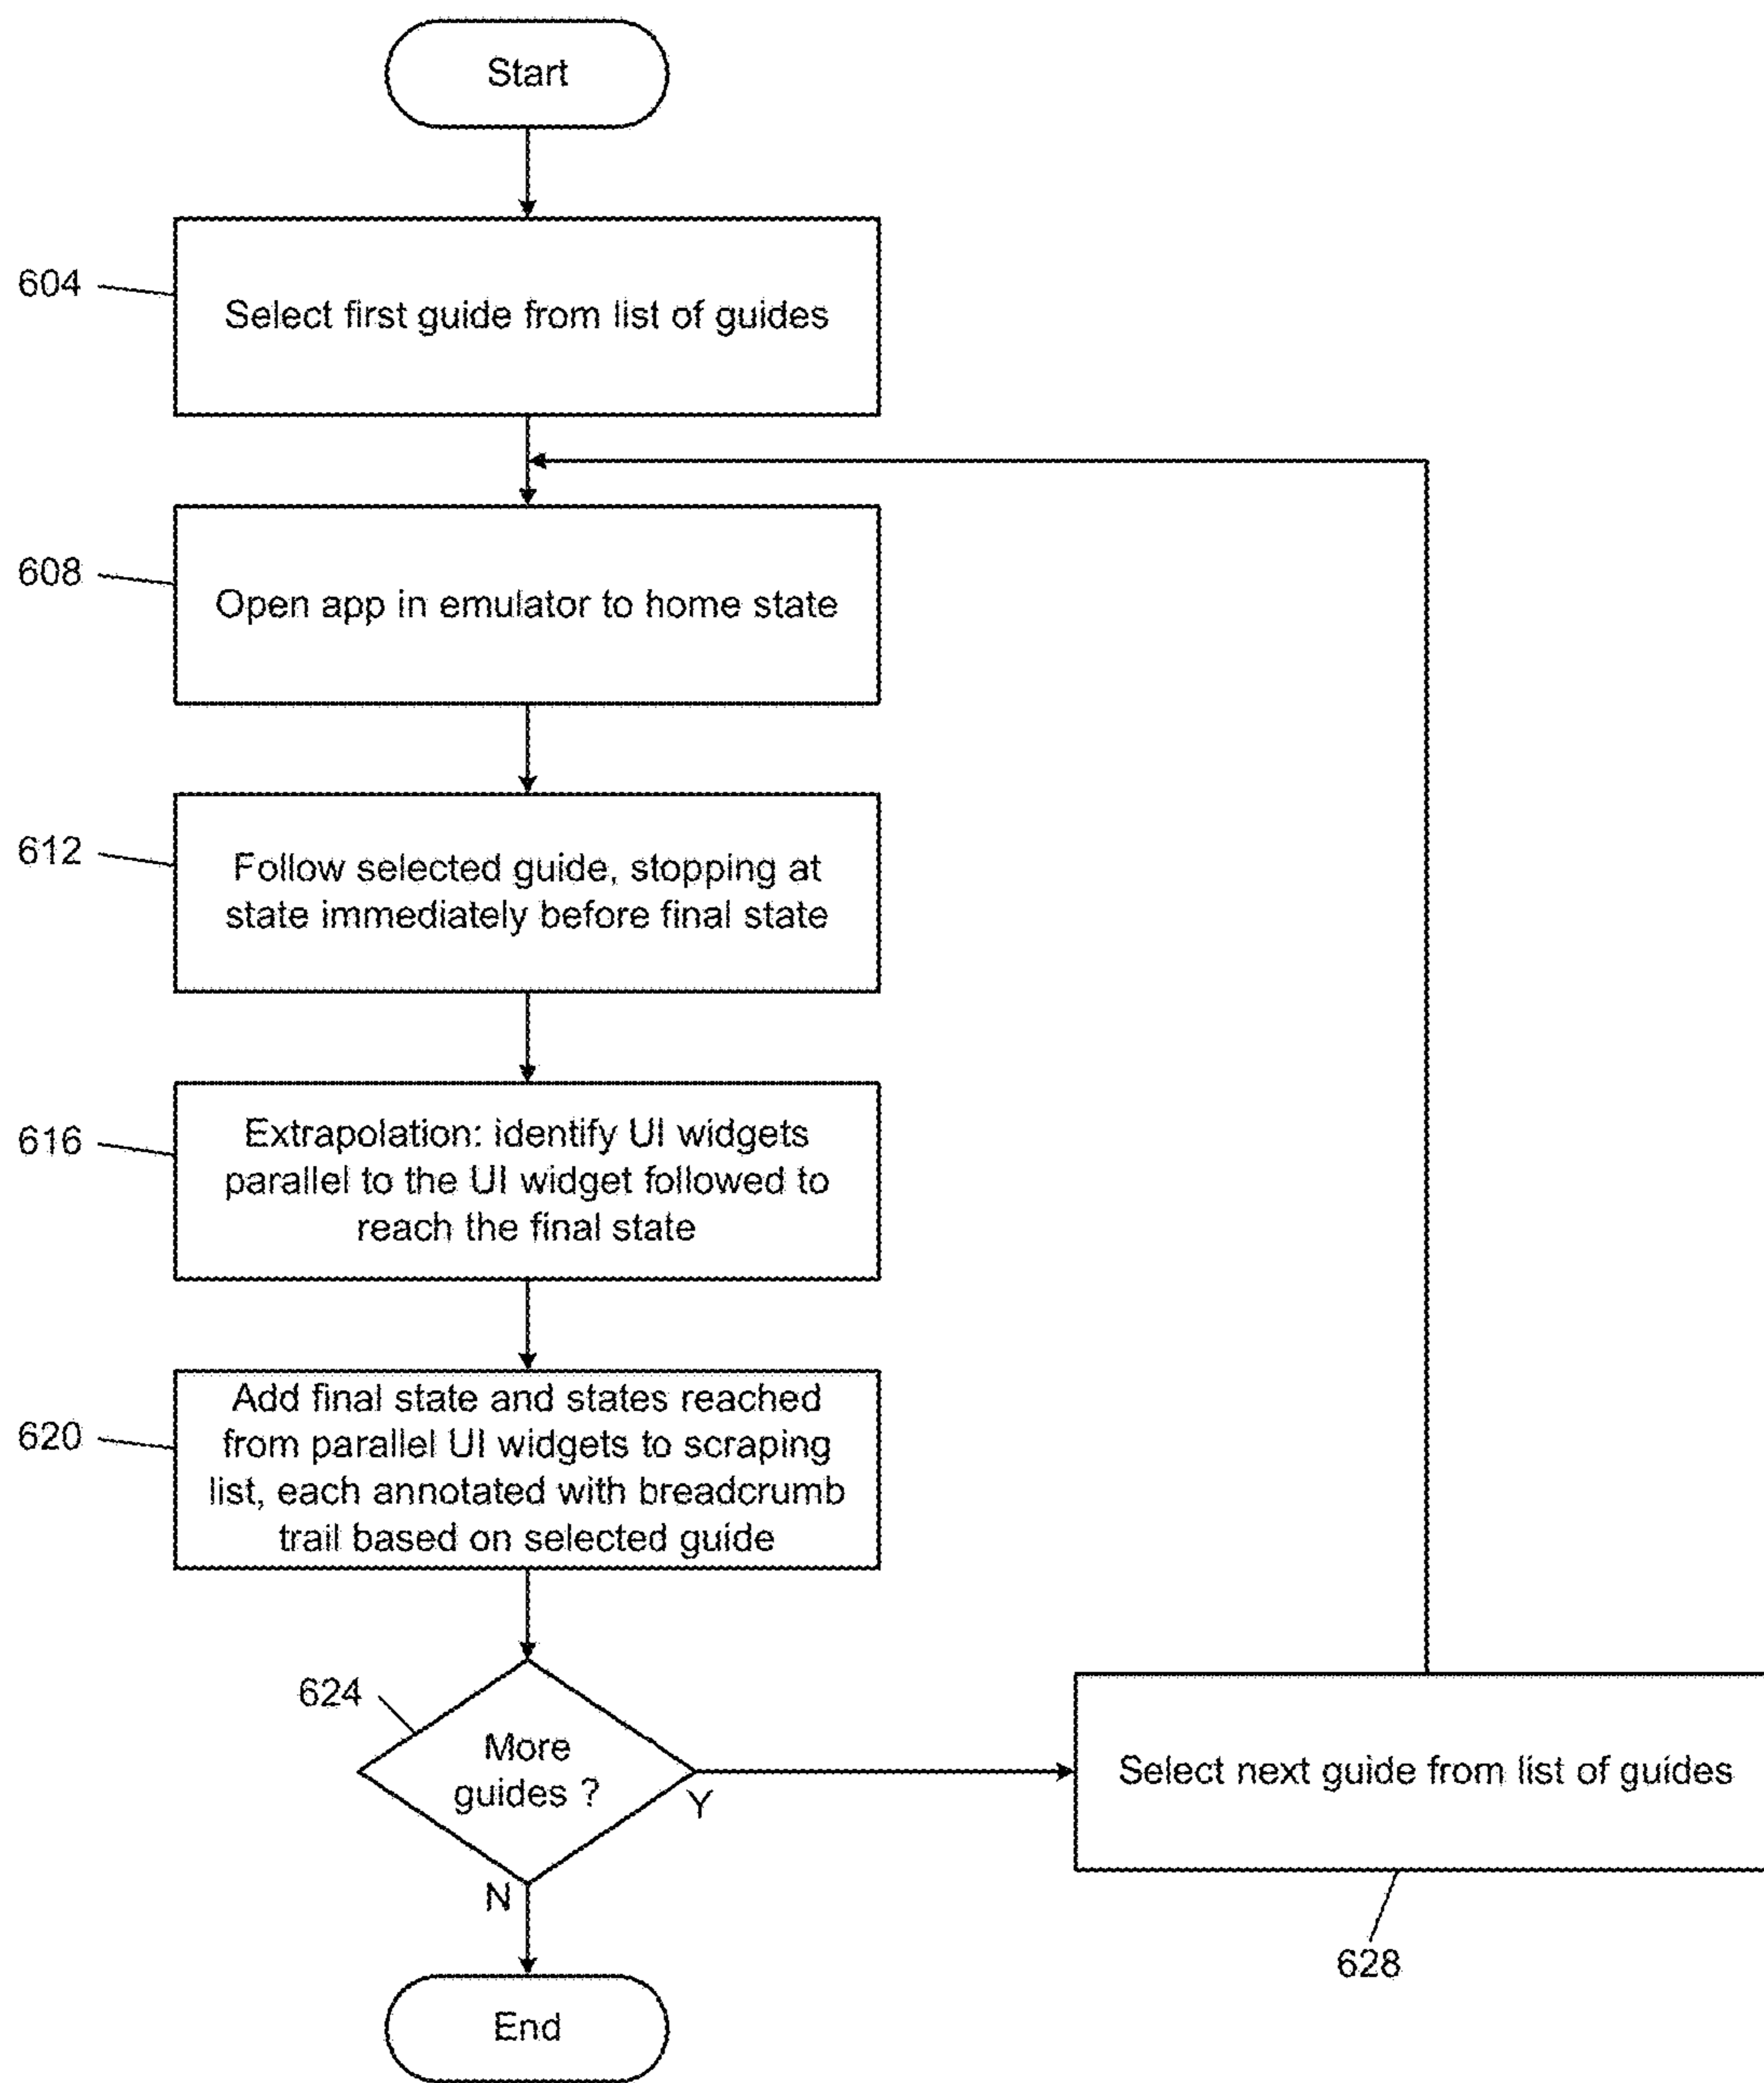 Start
604
Select first guide from list of guides
608
Open app in emulator to home state
612
Follow selected guide, stopping at
state immediately before final state
616
Extrapolation: identify UI widgets
parallel to the UI widget followed to
reach the final state
620
Add final state and states reached
from parallel UI widgets to scraping
list, each annotated with breadcrumb
trail based on selected guide
624
More
guides ?
Y
Select next guide from list of guides
N
628
End